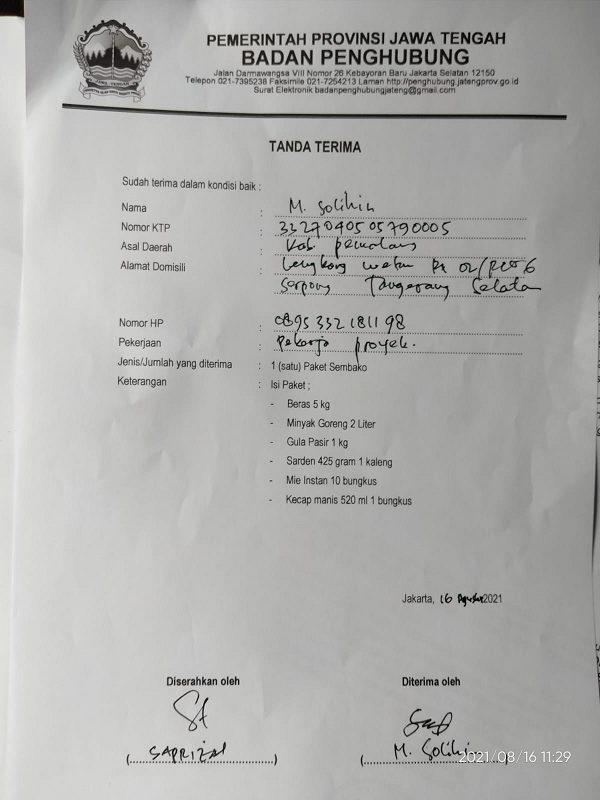 PEMERINTAH PROVINSI JAWA TENGAH
BADAN PENGHUBUNG
Jalan Darmawangsa VIII Nomor 26 Kebayoran Baru Jakarta Selatan 12150
Telepon 021-7395238 Faksimile 021-7254213 Laman http://penghubung.jatengprov.go.id
Surat Elektronik badanpenghubungjateng@gmail.com
TANDA TERIMA
Sudah terima dalam kondisi baik :
Nama : M. Solihin
Nomor KTP : 3327040505790005
Asal Daerah : Kab. pemalang
Alamat Domisili : Lengkong wetan Rt 02/
Serpong Tangerang Selatan
Nomor HP : 0895332181198
Pekerjaan : Pekerja proyek.
Jenis/Jumlah yang diterima : 1 (satu) Paket Sembako
Keterangan : Isi Paket ;
- Beras 5 kg
- Minyak Goreng 2 Liter
- Gula Pasir 1 kg
- Sarden 425 gram 1 kaleng
- Mie Instan 10 bungkus
- Kecap manis 520 ml 1 bungkus
Jakarta, 16 Agustus 2021
Diserahkan oleh Diterima oleh
(SAPRIZAL) (M. Solihin)
2021/08/16 11:29